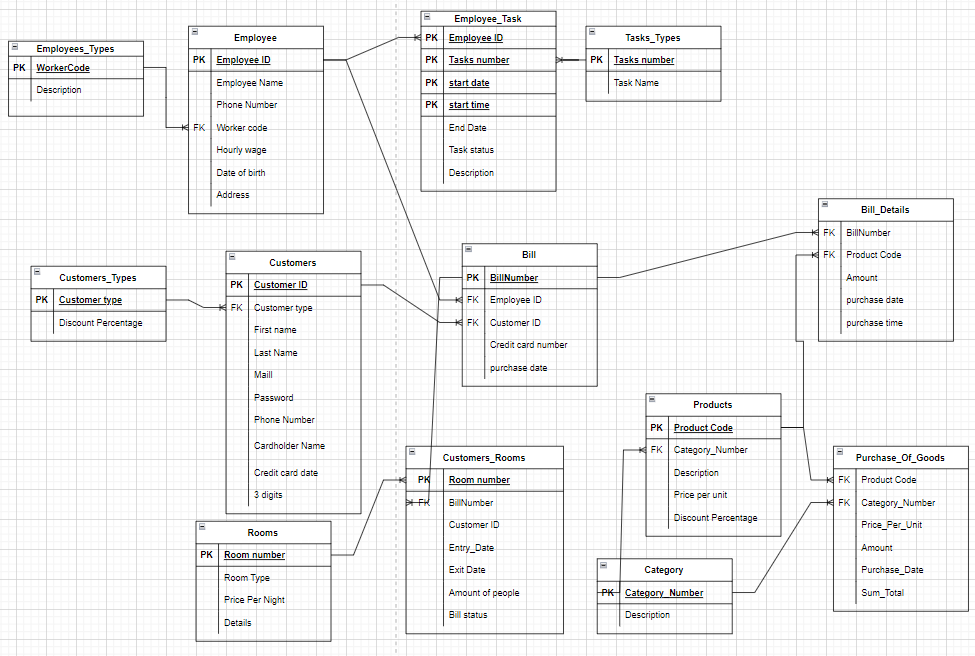 Employees_Types
PK WorkerCode
Description
Employee
PK Employee ID
Employee Name
Phone Number
FK Worker code
Hourly wage
Date of birth
Address
Employee_Task
PK Employee ID
PK Tasks number
PK start date
PK start time
End Date
Task status
Description
Tasks_Types
PK Tasks number
Task Name
Customers_Types
PK Customer type
Discount Percentage
Customers
PK Customer ID
FK Customer type
First name
Last Name
Maill
Password
Phone Number
Cardholder Name
Credit card date
3 digits
Bill
PK BillNumber
FK Employee ID
FK Customer ID
Credit card number
purchase date
Bill_Details
FK BillNumber
FK Product Code
Amount
purchase date
purchase time
Products
PK Product Code
FK Category_Number
Description
Price per unit
Discount Percentage
Customers_Rooms
PK Room number
FK BillNumber
Customer ID
Entry_Date
Exit Date
Amount of people
Bill status
Purchase_Of_Goods
FK Product Code
FK Category_Number
Price_Per_Unit
Amount
Purchase_Date
Sum_Total
Rooms
PK Room number
Room Type
Price Per Night
Details
Category
PK Category_Number
Description